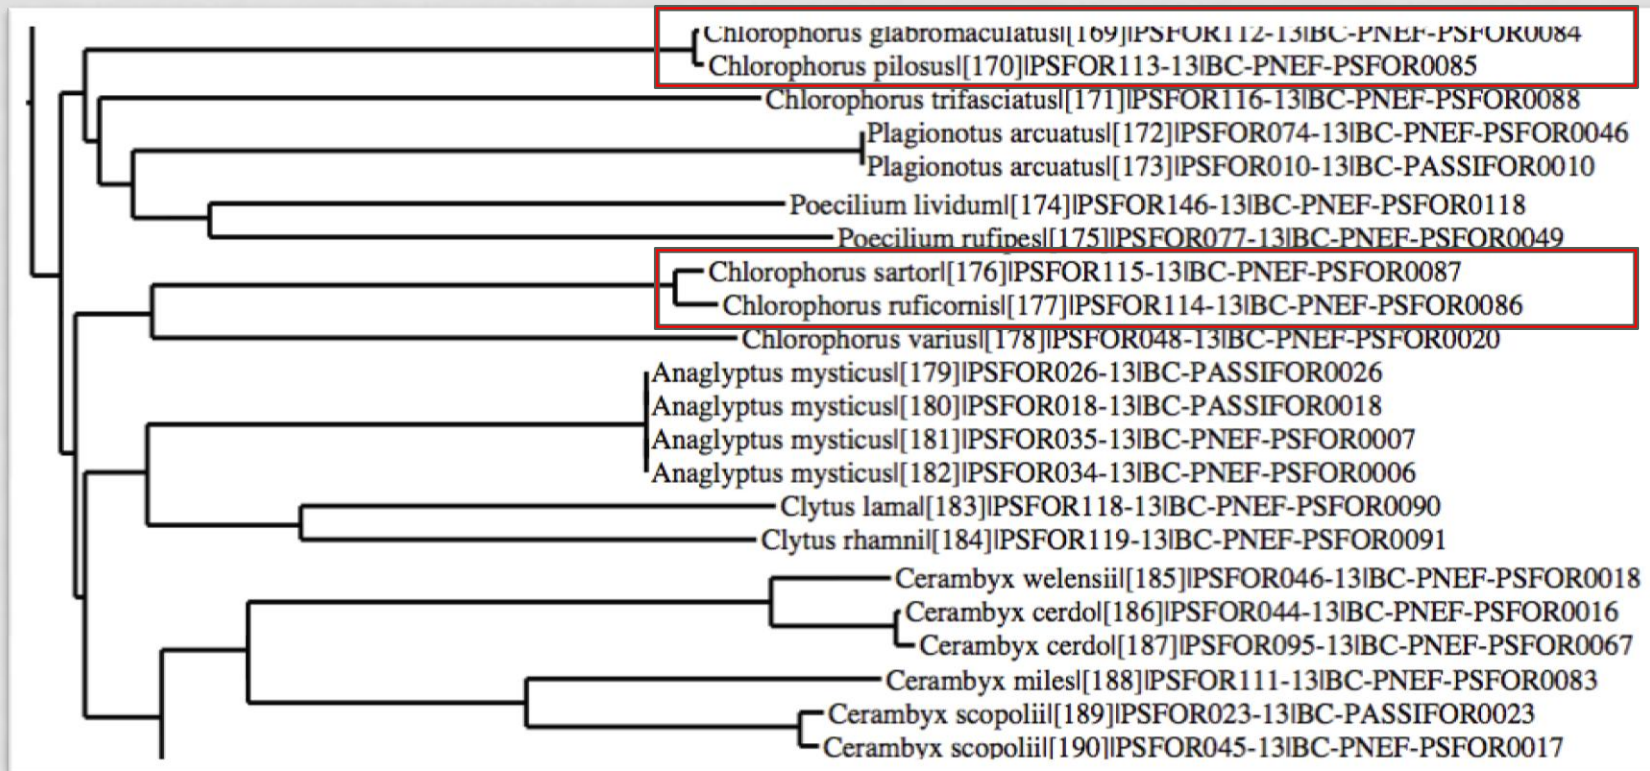 Chlorophorus glabromaculatus|[169]|PSFOR112-13|BC-PNEF-PSFOR0084
Chlorophorus pilosus|[170]|PSFOR113-13|BC-PNEF-PSFOR0085
Chlorophorus trifasciatus|[171]|PSFOR116-13|BC-PNEF-PSFOR0088
Plagionotus arcuatus|[172]|PSFOR074-13|BC-PNEF-PSFOR0046
Plagionotus arcuatus|[173]|PSFOR010-13|BC-PASSIFOR0010
Poecilium lividum|[174]|PSFOR146-13|BC-PNEF-PSFOR0118
Poecilium rufipes|[175]|PSFOR077-13|BC-PNEF-PSFOR0049
Chlorophorus sartor|[176]|PSFOR115-13|BC-PNEF-PSFOR0087
Chlorophorus ruficornis|[177]|PSFOR114-13|BC-PNEF-PSFOR0086
Chlorophorus varius|[178]|PSFOR048-13|BC-PNEF-PSFOR0020
Anaglyptus mysticus|[179]|PSFOR026-13|BC-PASSIFOR0026
Anaglyptus mysticus|[180]|PSFOR018-13|BC-PASSIFOR0018
Anaglyptus mysticus|[181]|PSFOR035-13|BC-PNEF-PSFOR0007
Anaglyptus mysticus|[182]|PSFOR034-13|BC-PNEF-PSFOR0006
Clytus lama|[183]|PSFOR118-13|BC-PNEF-PSFOR0090
Clytus rhamni|[184]|PSFOR119-13|BC-PNEF-PSFOR0091
Cerambyx welensii|[185]|PSFOR046-13|BC-PNEF-PSFOR0018
Cerambyx cerdo|[186]|PSFOR044-13|BC-PNEF-PSFOR0016
Cerambyx cerdo|[187]|PSFOR095-13|BC-PNEF-PSFOR0067
Cerambyx miles|[188]|PSFOR111-13|BC-PNEF-PSFOR0083
Cerambyx scopolii|[189]|PSFOR023-13|BC-PASSIFOR0023
Cerambyx scopolii|[190]|PSFOR045-13|BC-PNEF-PSFOR0017